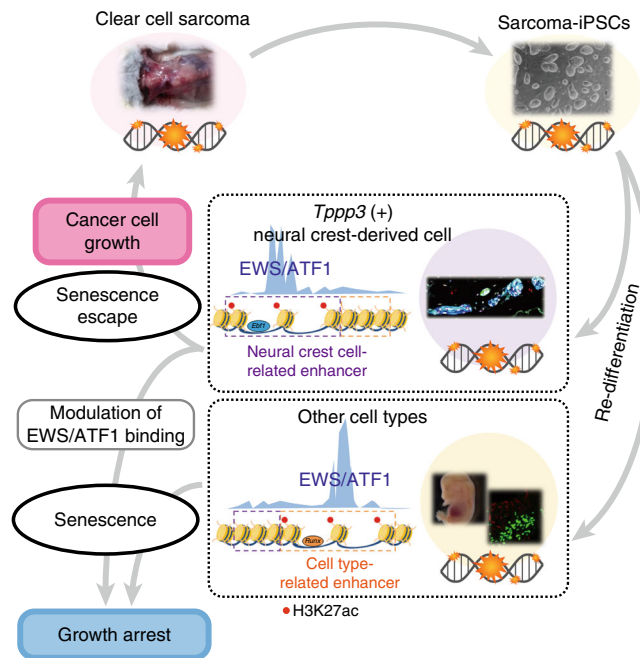 Clear cell sarcoma
Sarcoma-iPSCs
Cancer cell
growth
Senescence
escape
Modulation of
EWS/ATF1 binding
Senescence
Growth arrest
Tppp3 (+)
neural crest-derived cell
EWS/ATF1
Ebf1
Neural crest cell-
related enhancer
Other cell types
EWS/ATF1
Runx
Cell type-
related enhancer
H3K27ac
Re-differentiation